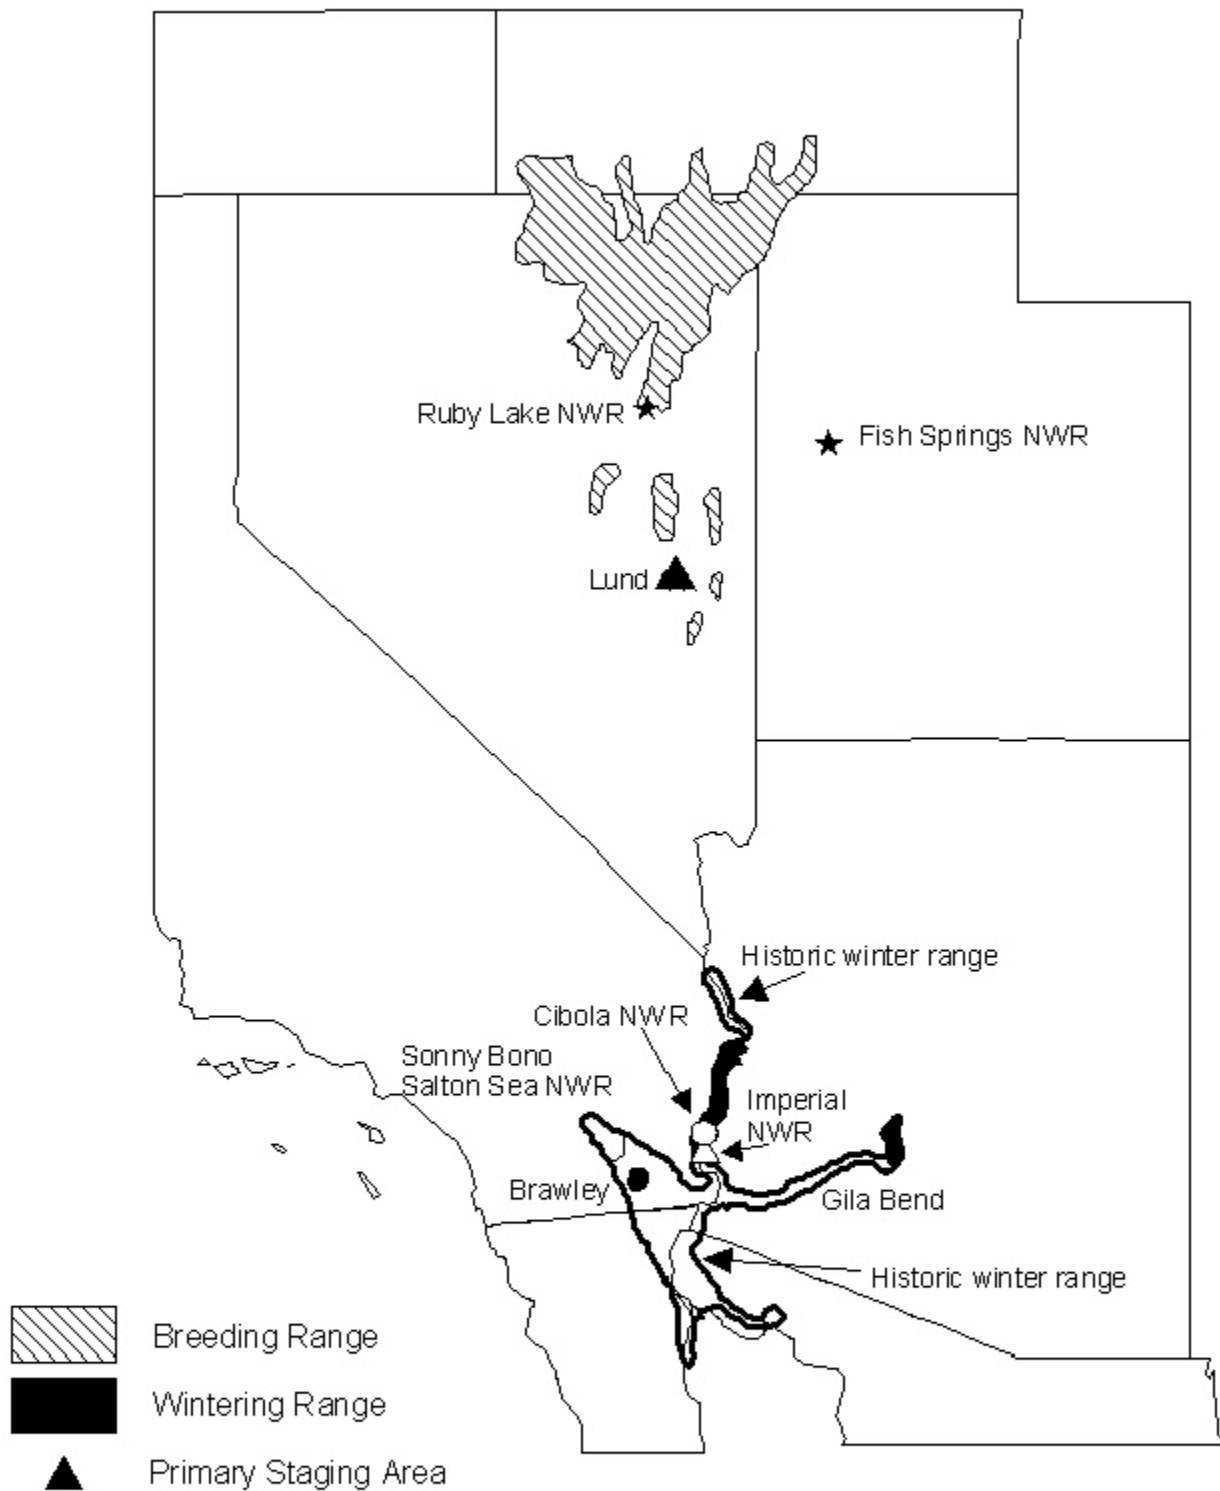 Ruby Lake NWR
Fish Springs NWR
Lund
Historic winter range
Cibola NWR
Sonny Bono
Salton Sea NWR
Imperial
NWR
Brawley
Gila Bend
Historic winter range
Breeding Range
Wintering Range
Primary Staging Area